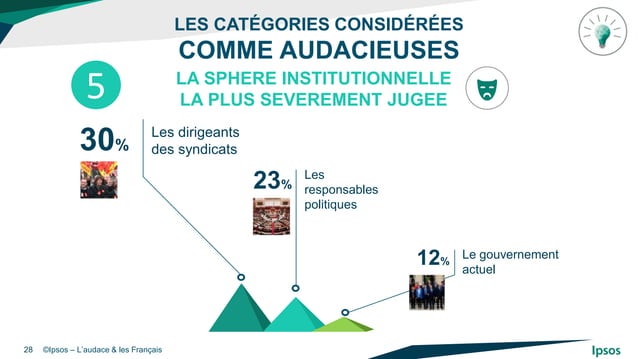 LES CATÉGORIES CONSIDÉRÉES
COMME AUDACIEUSES
5
LA SPHERE INSTITUTIONNELLE
LA PLUS SEVEREMENT JUGEE
30%
Les dirigeants
des syndicats
23%
Les
responsables
politiques
12%
Le gouvernement
actuel
28 ©Ipsos – L'audace & les Français
Ipsos